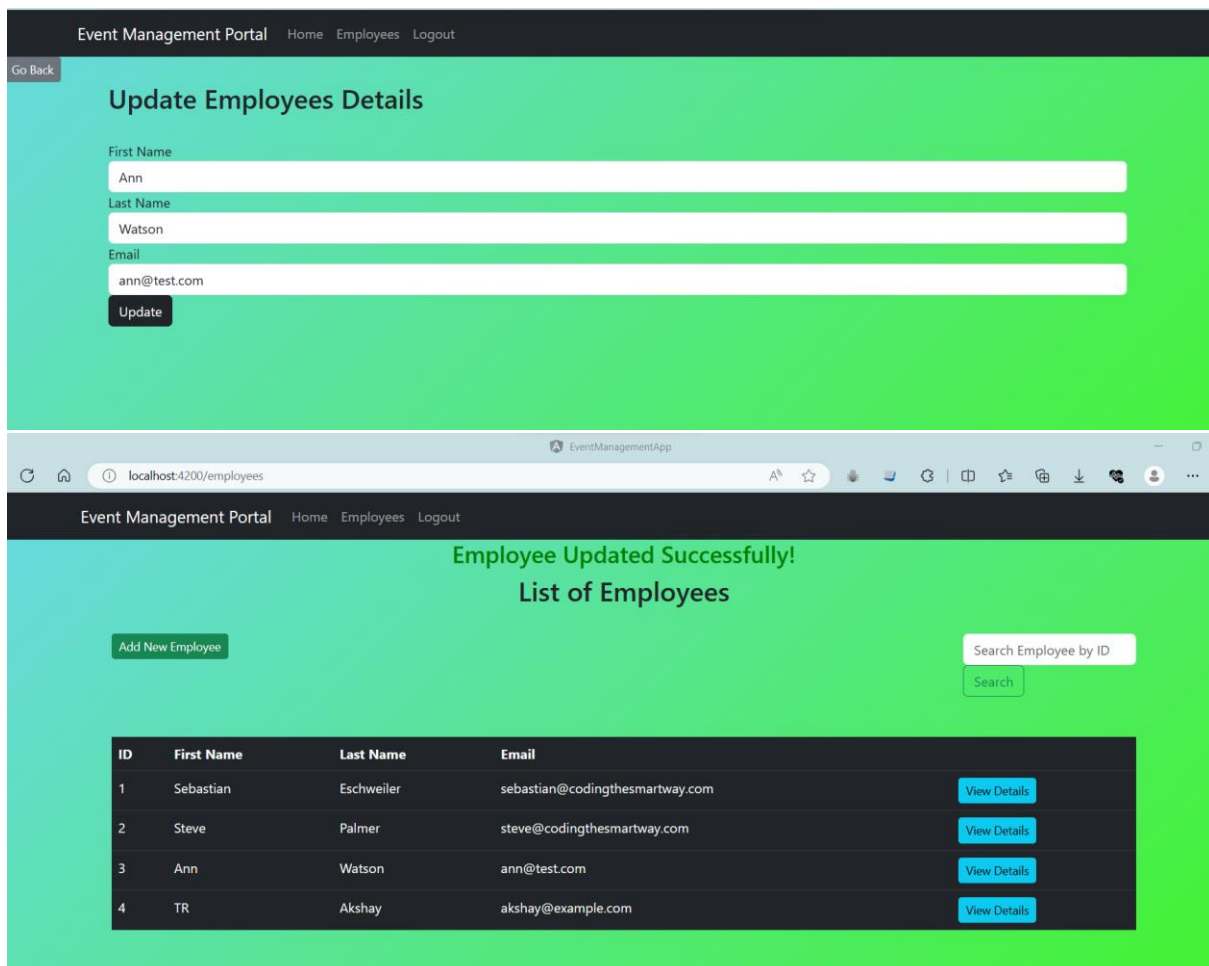 Event Management Portal Home Employees Logout
Go Back
Update Employees Details
First Name
Ann
Last Name
Watson
Email
ann@test.com
Update
EventManagementApp
localhost:4200/employees
Event Management Portal Home Employees Logout
Employee Updated Successfully!
List of Employees
Add New Employee
Search Employee by ID
Search
ID First Name Last Name Email
1 Sebastian Eschweiler sebastian@codingthesmartway.com View Details
2 Steve Palmer steve@codingthesmartway.com View Details
3 Ann Watson ann@test.com View Details
4 TR Akshay akshay@example.com View Details